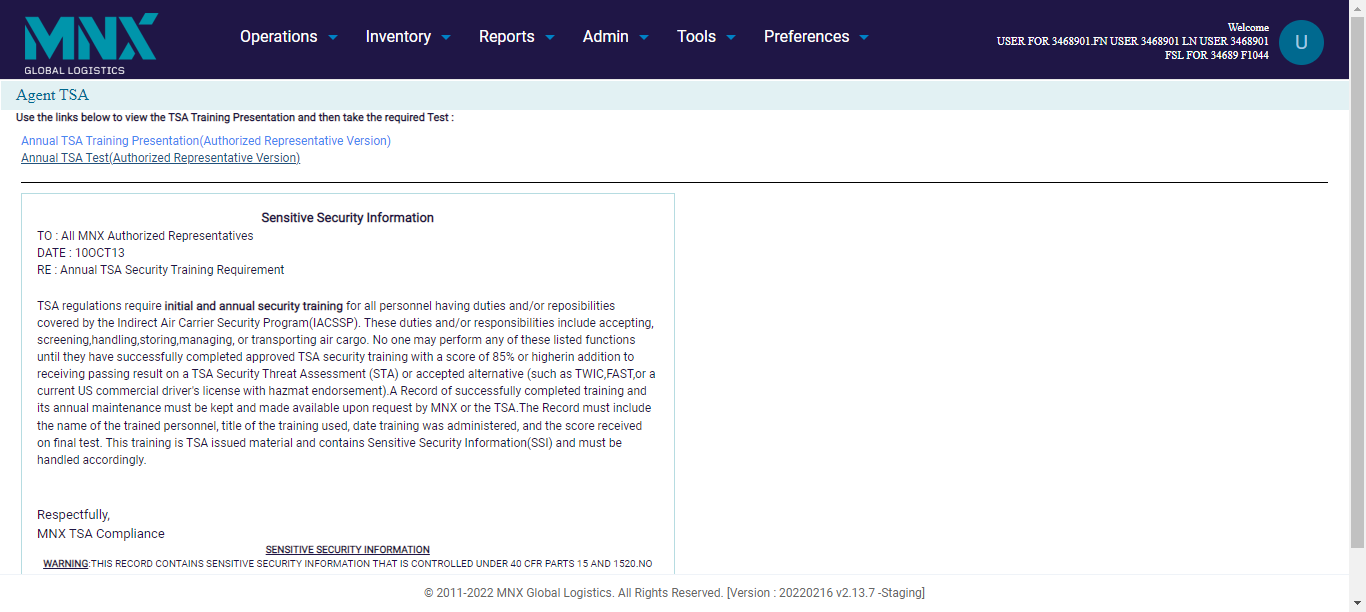 MNX
GLOBAL LOGISTICS
Operations Inventory Reports Admin Tools Preferences
Welcome
USER FOR 3468901.FN USER 3468901 LN USER 3468901
FSL FOR 34689 F1044
U
Agent TSA
Use the links below to view the TSA Training Presentation and then take the required Test :
Annual TSA Training Presentation(Authorized Representative Version)
Annual TSA Test(Authorized Representative Version)
Sensitive Security Information
TO : All MNX Authorized Representatives
DATE : 10OCT13
RE : Annual TSA Security Training Requirement
TSA regulations require initial and annual security training for all personnel having duties and/or reposibilities
covered by the Indirect Air Carrier Security Program(IACSSP). These duties and/or responsibilities include accepting,
screening,handling,storing,managing, or transporting air cargo. No one may perform any of these listed functions
until they have successfully completed approved TSA security training with a score of 85% or higherin addition to
receiving passing result on a TSA Security Threat Assessment (STA) or accepted alternative (such as TWIC,FAST,or a
current US commercial driver's license with hazmat endorsement).A Record of successfully completed training and
its annual maintenance must be kept and made available upon request by MNX or the TSA.The Record must include
the name of the trained personnel, title of the training used, date training was administered, and the score received
on final test. This training is TSA issued material and contains Sensitive Security Information(SSI) and must be
handled accordingly.
Respectfully,
MNX TSA Compliance
SENSITIVE SECURITY INFORMATION
WARNING:THIS RECORD CONTAINS SENSITIVE SECURITY INFORMATION THAT IS CONTROLLED UNDER 40 CFR PARTS 15 AND 1520.NO
© 2011-2022 MNX Global Logistics. All Rights Reserved. [Version : 20220216 v2.13.7 -Staging]